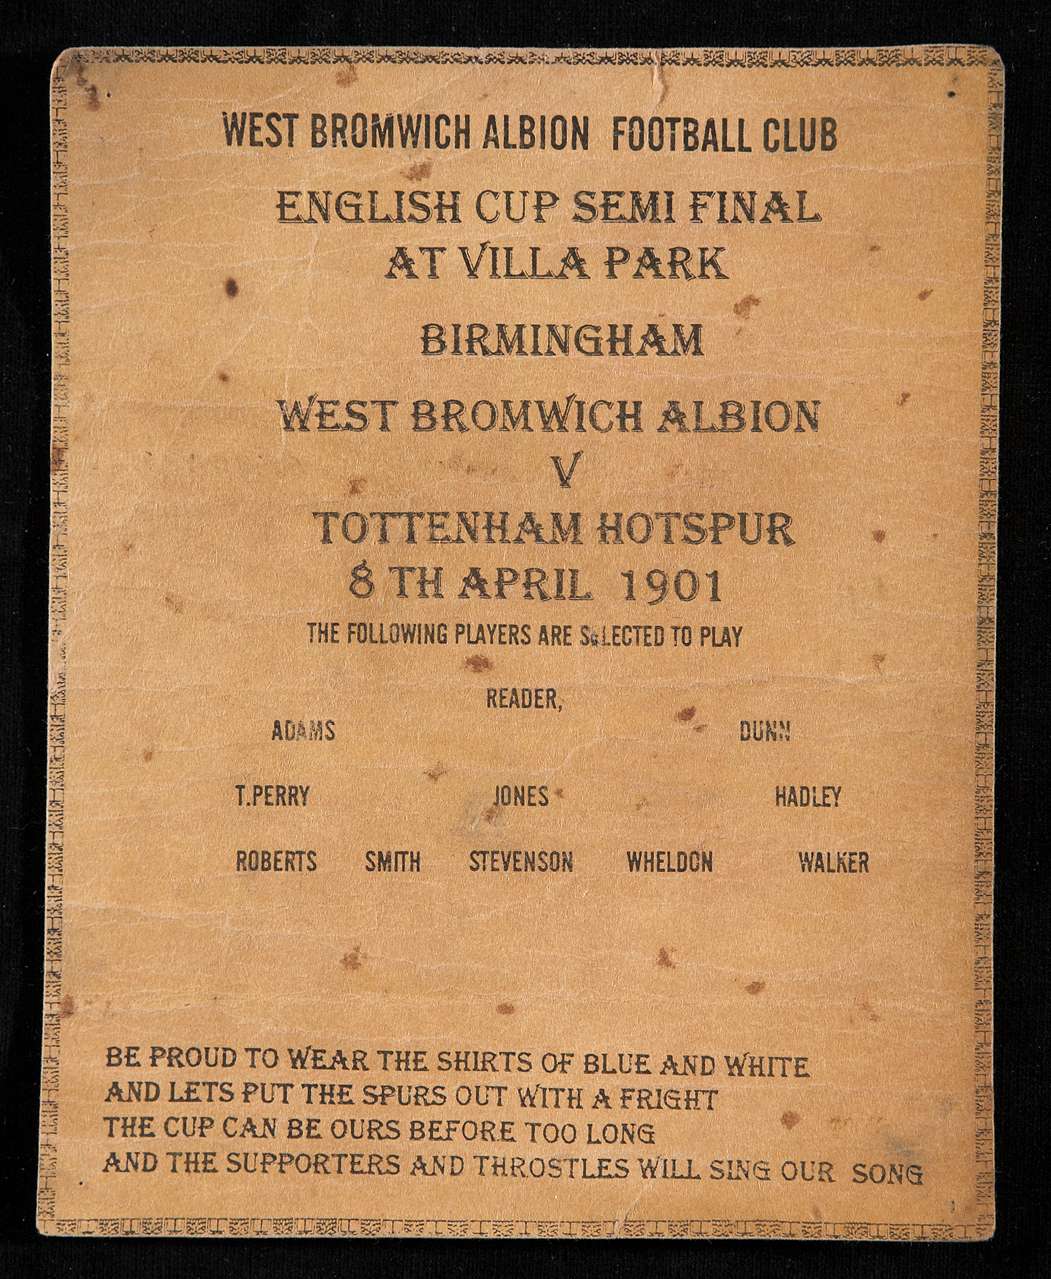 WEST BROMWICH ALBION FOOTBALL CLUB
ENGLISH CUP SEMI FINAL
AT VILLA PARK
BIRMINGHAM
WEST BROMWICH ALBION
V
TOTTENHAM HOTSPUR
8 TH APRIL 1901
THE FOLLOWING PLAYERS ARE SeLECTED TO PLAY
READER,
ADAMS DUNN
T.PERRY JONES HADLEY
ROBERTS SMITH STEVENSON WHELDON WALKER
BE PROUD TO WEAR THE SHIRTS OF BLUE AND WHITE
AND LETS PUT THE SPURS OUT WITH A FRIGHT
THE CUP CAN BE OURS BEFORE TOO LONG
AND THE SUPPORTERS AND THROSTLES WILL SING OUR SONG